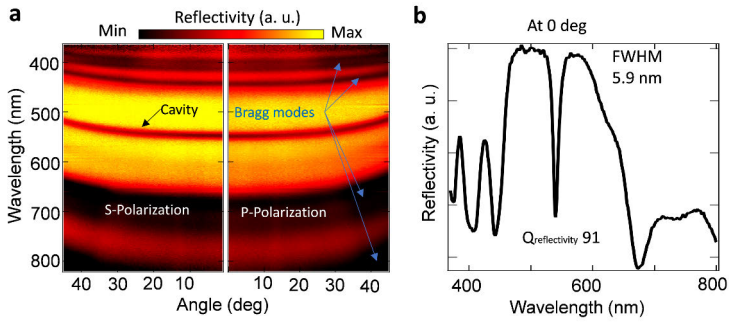 a
Reflectivity (a. u.)
Min
Max
400
500
600
700
800
Wavelength (nm)
Cavity
Bragg modes
S-Polarization
P-Polarization
40 30 20 10
10 20 30 40
Angle (deg)
b
At 0 deg
FWHM
5.9 nm
Reflectivity (a. u.)
Qreflectivity 91
400 600 800
Wavelength (nm)